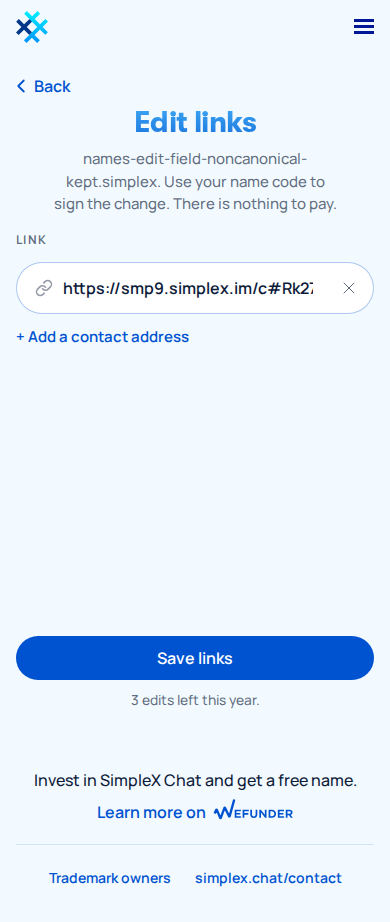 Back
Edit links
names-edit-field-noncanonical-
kept.simplex. Use your name code to
sign the change. There is nothing to pay.
LINK
https://smp9.simplex.im/c#Rk27
+ Add a contact address
Save links
3 edits left this year.
Invest in SimpleX Chat and get a free name.
Learn more on WEFUNDER
Trademark owners simplex.chat/contact